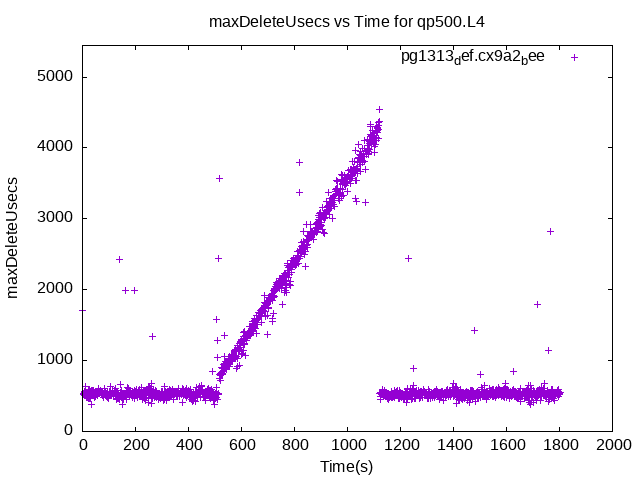 maxDeleteUsecs vs Time for qp500.L4
pg1313def.cx9a2bee
maxDeleteUsecs
5000
4000
3000
2000
1000
0
0 200 400 600 800 1000 1200 1400 1600 1800 2000
Time(s)